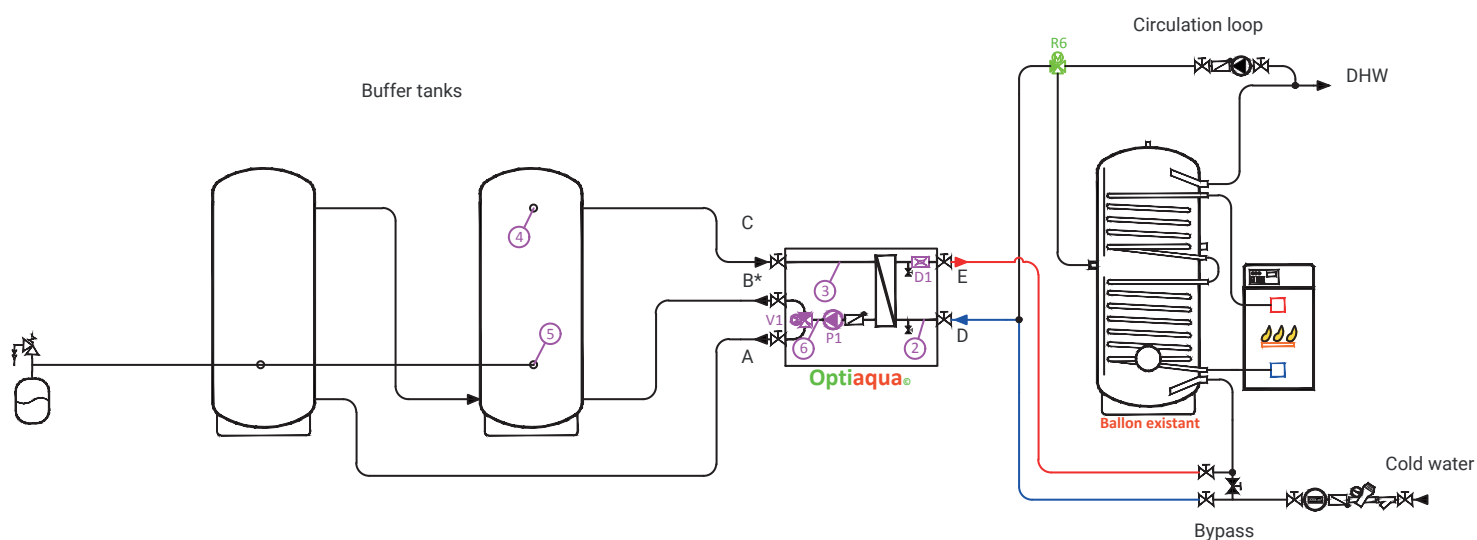 Circulation loop
R6
DHW
Buffer tanks
4
C
B*
3
D1
E
V1
6
P1
2
D
5
A
Optiaqua©
Ballon existant
Cold water
Bypass